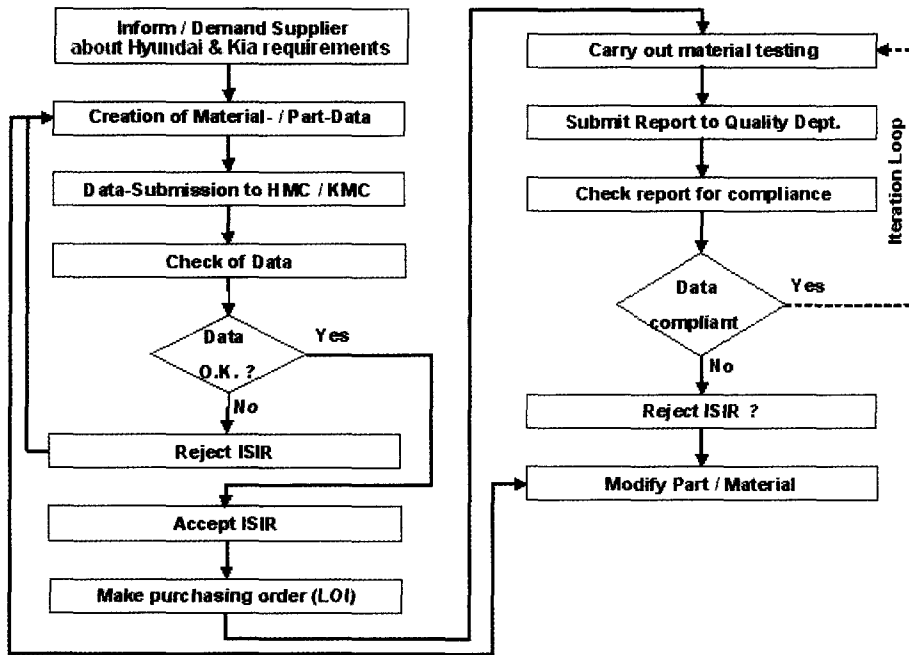 Inform / Demand Supplier
about Hyundai & Kia requirements
Creation of Material- / Part-Data
Data-Submission to HMC / KMC
Check of Data
Data
O.K. ?
Yes
No
Reject ISIR
Accept ISIR
Make purchasing order (LOI)
Carry out material testing
Submit Report to Quality Dept.
Check report for compliance
Data
compliant
Yes
No
Reject ISIR ?
Modify Part / Material
Iteration Loop